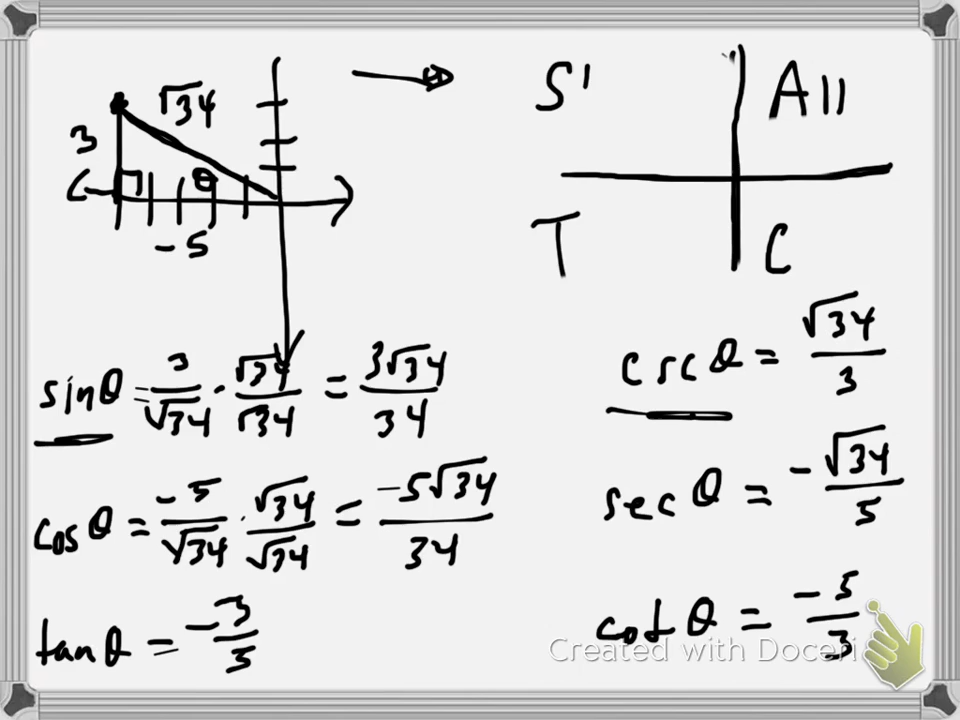 √34
3
θ
-5
S
All
T
C
sinθ = 3/√34 · √34/√34 = 3√34/34
cscθ = √34/3
cosθ = -5/√34 · √34/√34 = -5√34/34
secθ = -√34/5
tanθ = -3/5
cotθ = -5/3
Created with Doceri